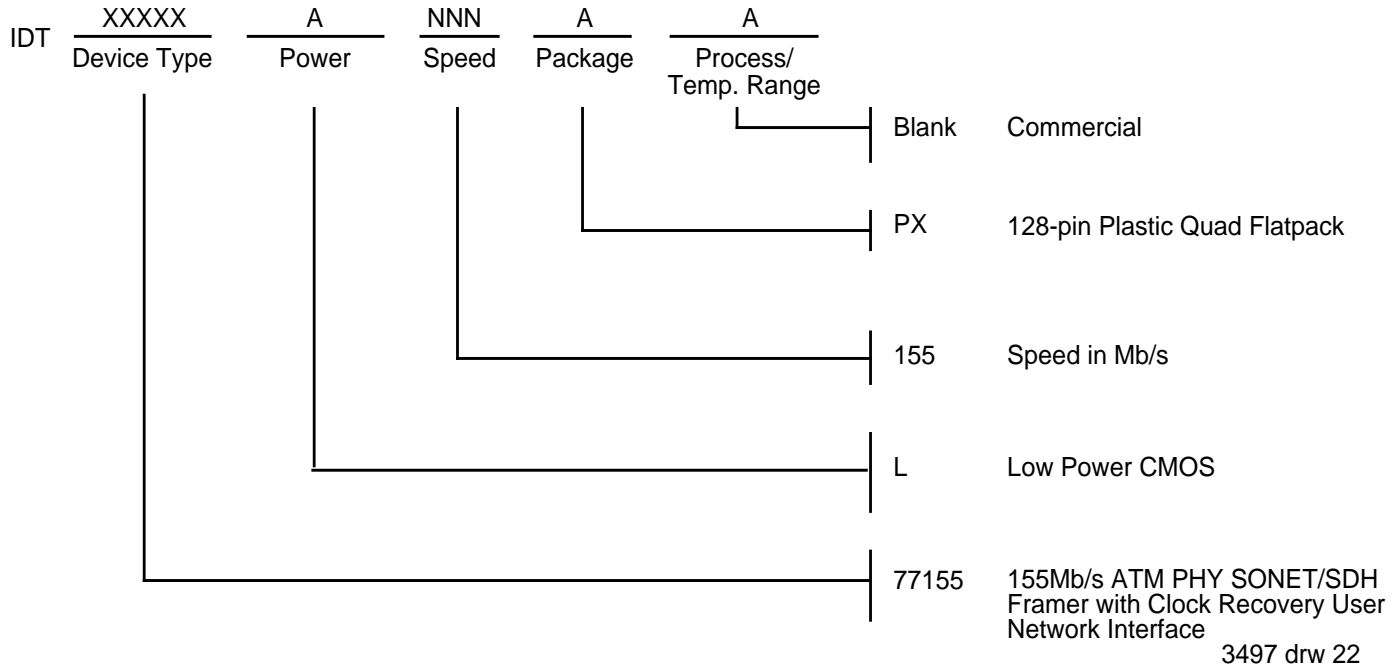 IDT XXXXX A NNN A A
Device Type Power Speed Package Process/
Temp. Range
Blank Commercial
PX 128-pin Plastic Quad Flatpack
155 Speed in Mb/s
L Low Power CMOS
77155 155Mb/s ATM PHY SONET/SDH
Framer with Clock Recovery User
Network Interface
3497 drw 22